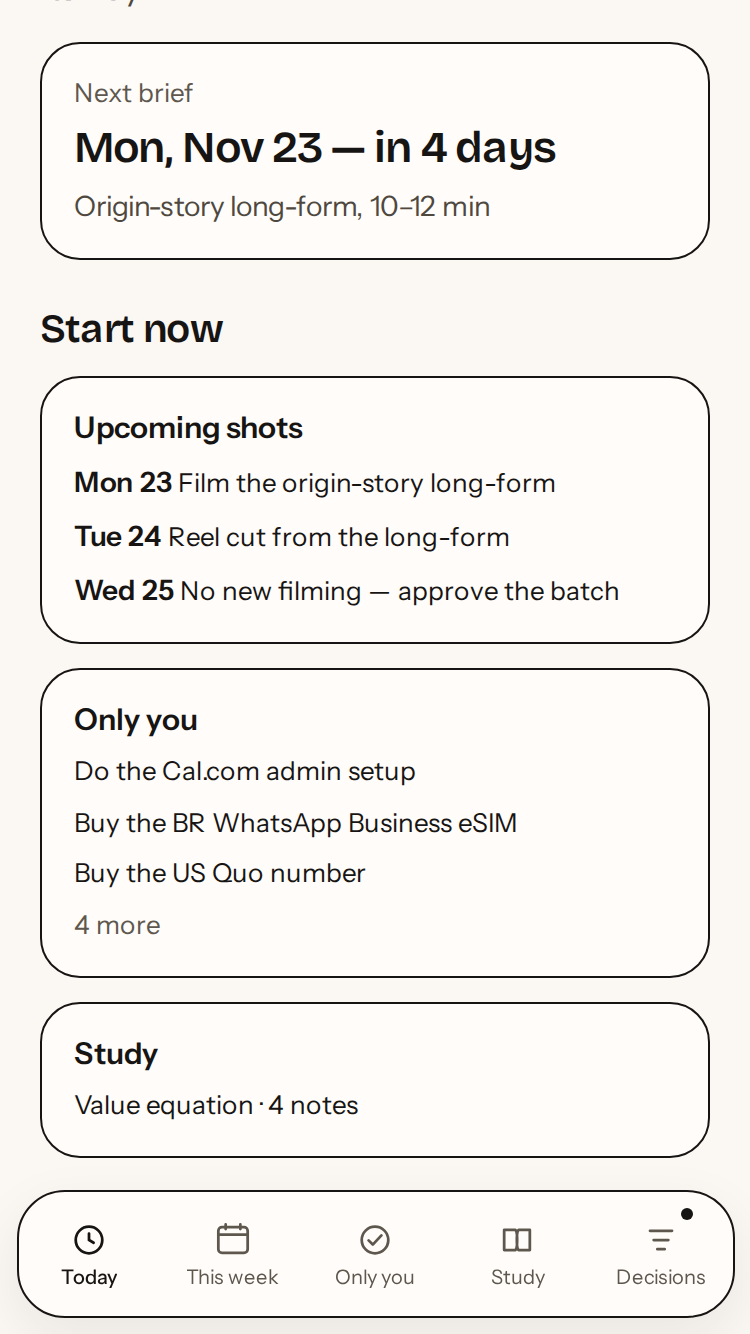 Next brief
Mon, Nov 23 — in 4 days
Origin-story long-form, 10–12 min
Start now
Upcoming shots
Mon 23 Film the origin-story long-form
Tue 24 Reel cut from the long-form
Wed 25 No new filming — approve the batch
Only you
Do the Cal.com admin setup
Buy the BR WhatsApp Business eSIM
Buy the US Quo number
4 more
Study
Value equation · 4 notes
Today
This week
Only you
Study
Decisions